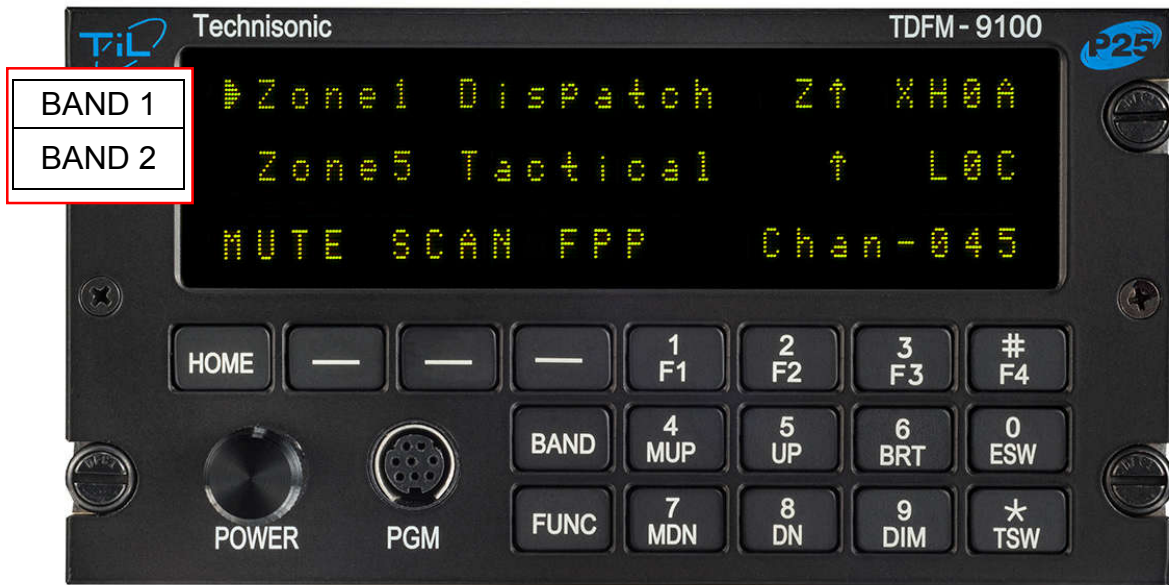 Technisonic TDFM - 9100
TiL
P25
BAND 1
BAND 2
Zone1 Dispatch Z↑ XH0A
Zone5 Tactical ↑ L0C
MUTE SCAN FPP Chan-045
HOME — — — 1 2 3 #
F1 F2 F3 F4
BAND 4 5 6 0
MUP UP BRT ESW
FUNC 7 8 9 *
MDN DN DIM TSW
POWER PGM